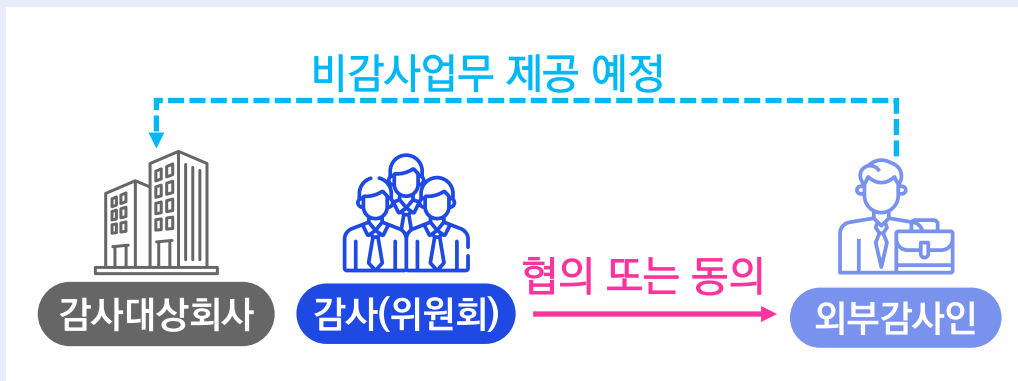 비감사업무 제공 예정
협의 또는 동의
감사대상회사
감사(위원회)
외부감사인